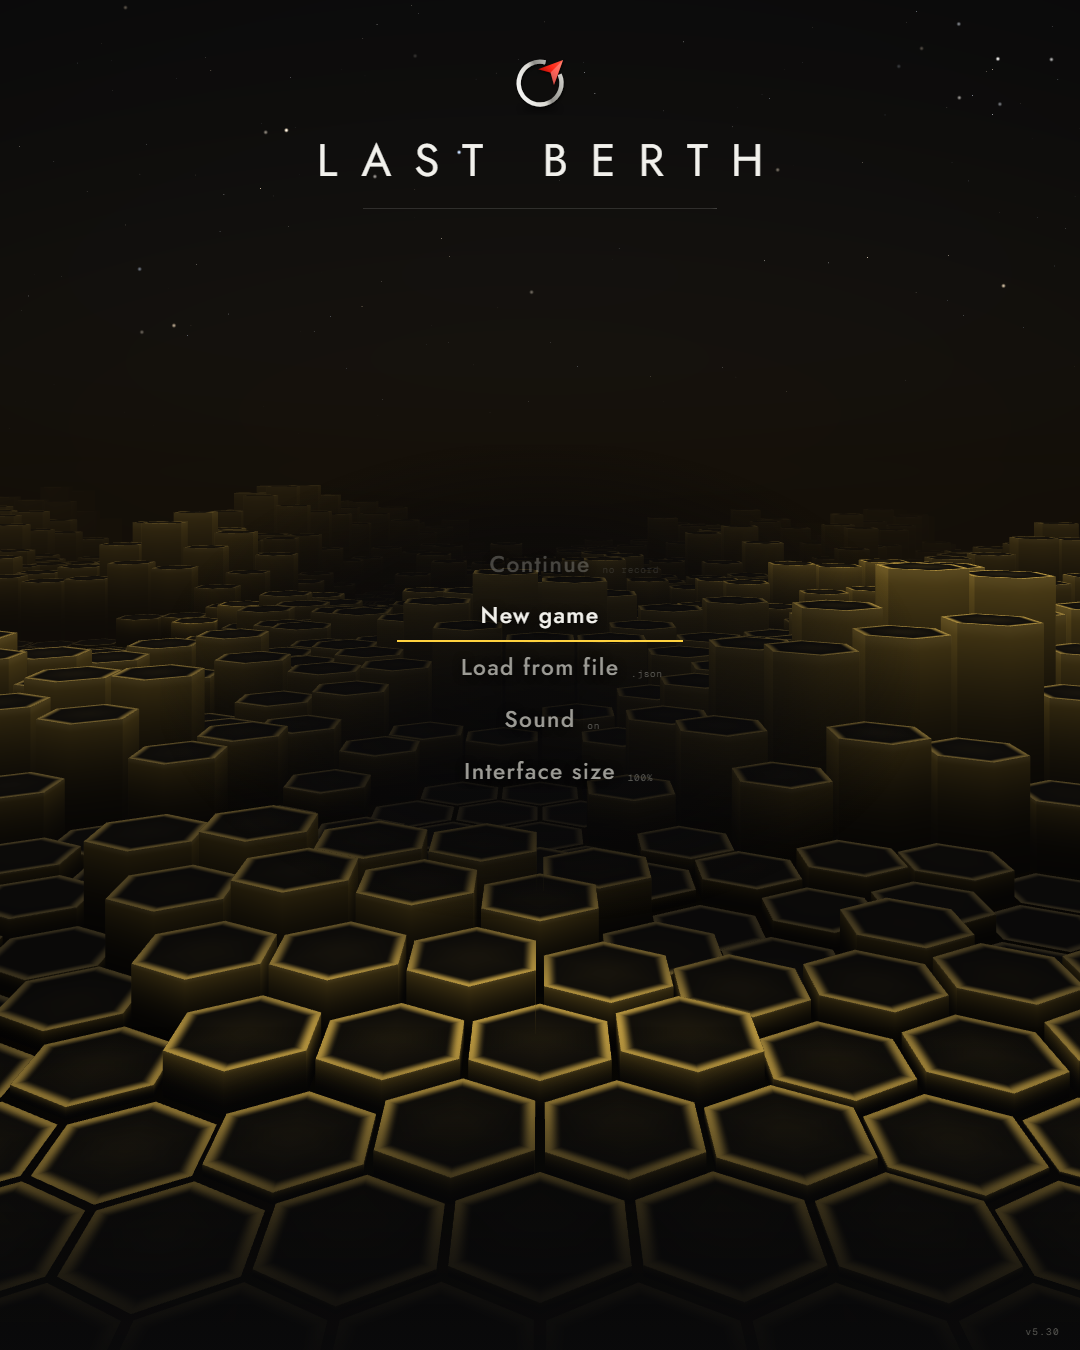 LAST BERTH
Continue no record
New game
Load from file .json
Sound on
Interface size 100%
v5.30